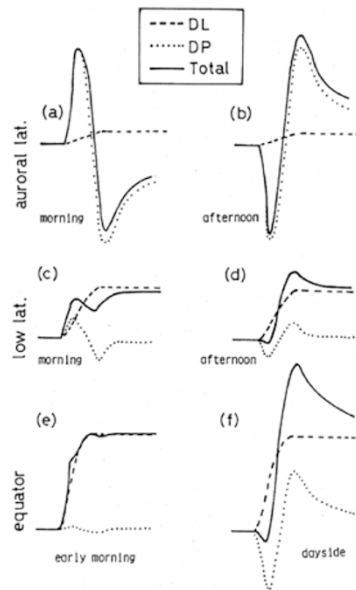 DL
DP
Total
(a)
(b)
auroral lat.
morning
afternoon
(c)
(d)
low lat.
morning
afternoon
(e)
(f)
equator
early morning
dayside